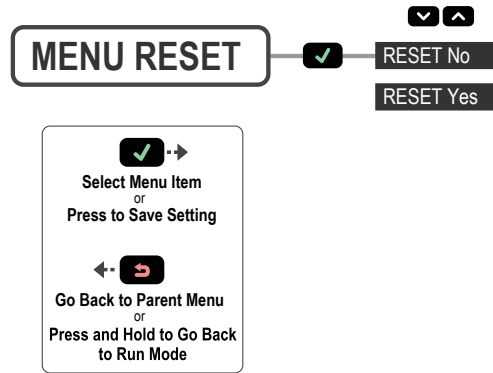 MENU RESET
RESET No
RESET Yes
Select Menu Item
or
Press to Save Setting
Go Back to Parent Menu
or
Press and Hold to Go Back
to Run Mode